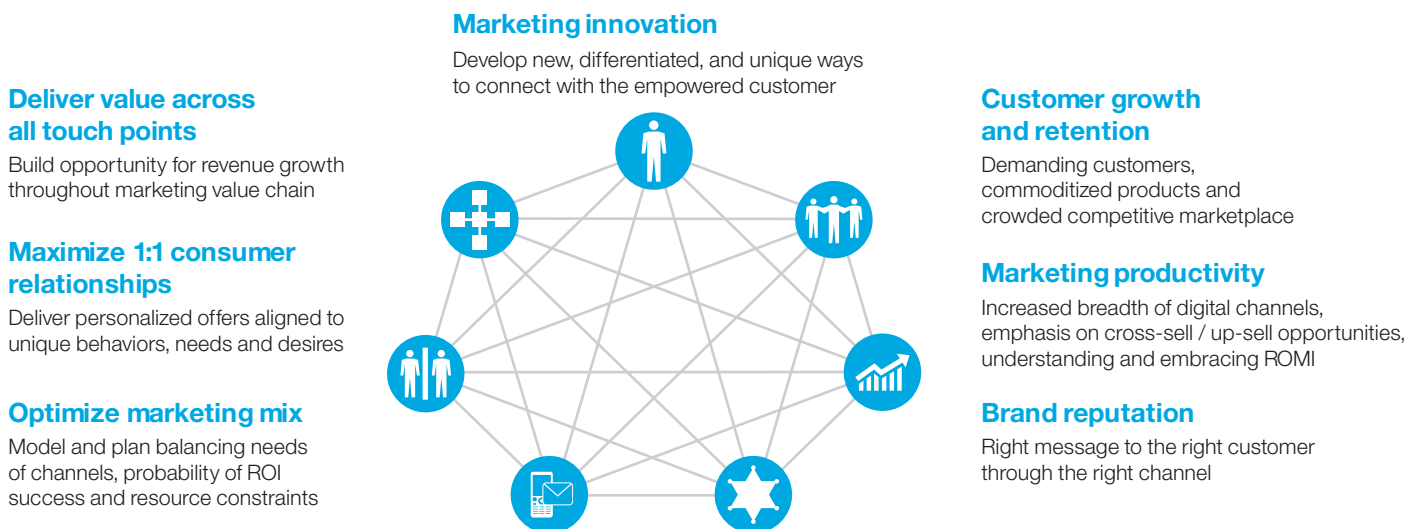 Marketing innovation
Develop new, differentiated, and unique ways
to connect with the empowered customer
Deliver value across
all touch points
Build opportunity for revenue growth
throughout marketing value chain
Maximize 1:1 consumer
relationships
Deliver personalized offers aligned to
unique behaviors, needs and desires
Optimize marketing mix
Model and plan balancing needs
of channels, probability of ROI
success and resource constraints
Customer growth
and retention
Demanding customers,
commoditized products and
crowded competitive marketplace
Marketing productivity
Increased breadth of digital channels,
emphasis on cross-sell / up-sell opportunities,
understanding and embracing ROMI
Brand reputation
Right message to the right customer
through the right channel